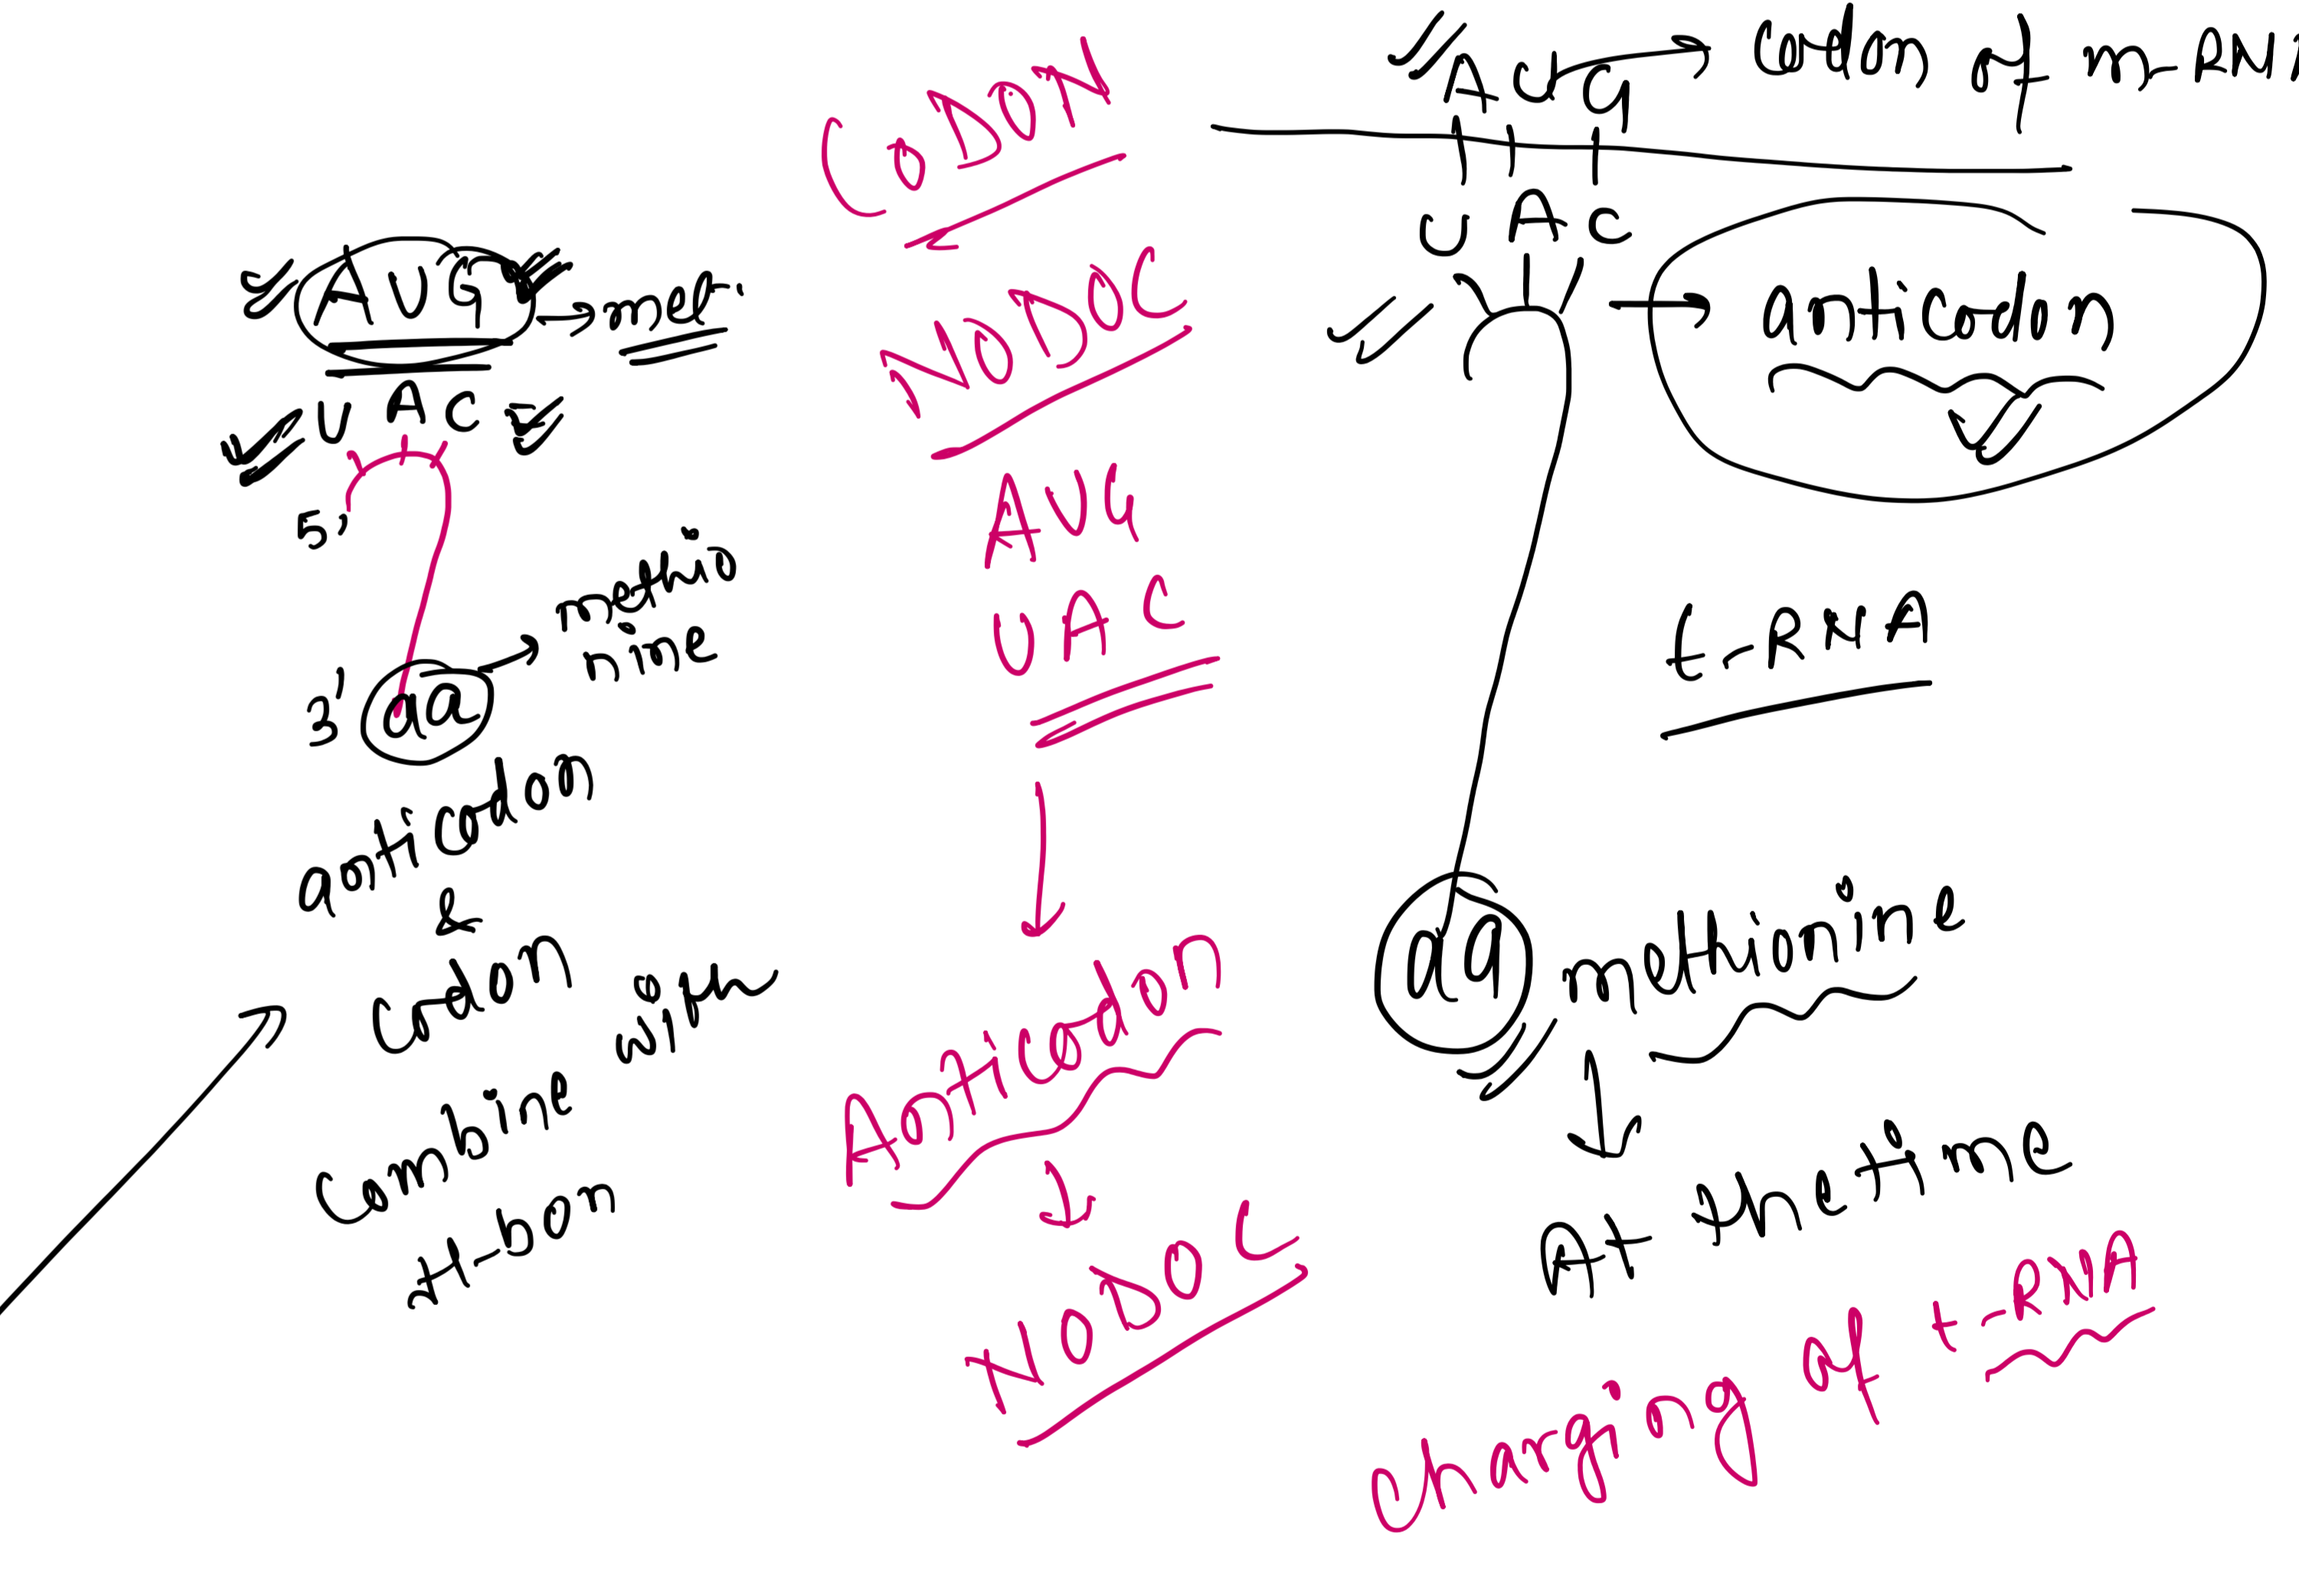 AUG → met.
UAC
5'
3' aa → methio
nine
anticodon
&
codon
combine with
H-bon
CODON
NODOC
AUG
UAC
Anticodon
NODOC
AUG → codon of m-RN
UAC
→ anticodon
t-RNA
aa methionine
At the time
charging of t-RNA